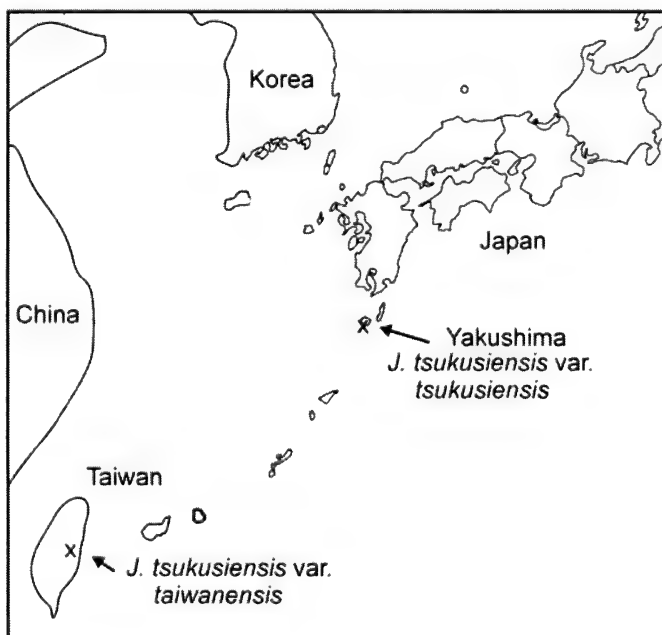 Korea
Japan
China
x
Yakushima
J. tsukusiensis var.
tsukusiensis
Taiwan
x
J. tsukusiensis var.
taiwanensis